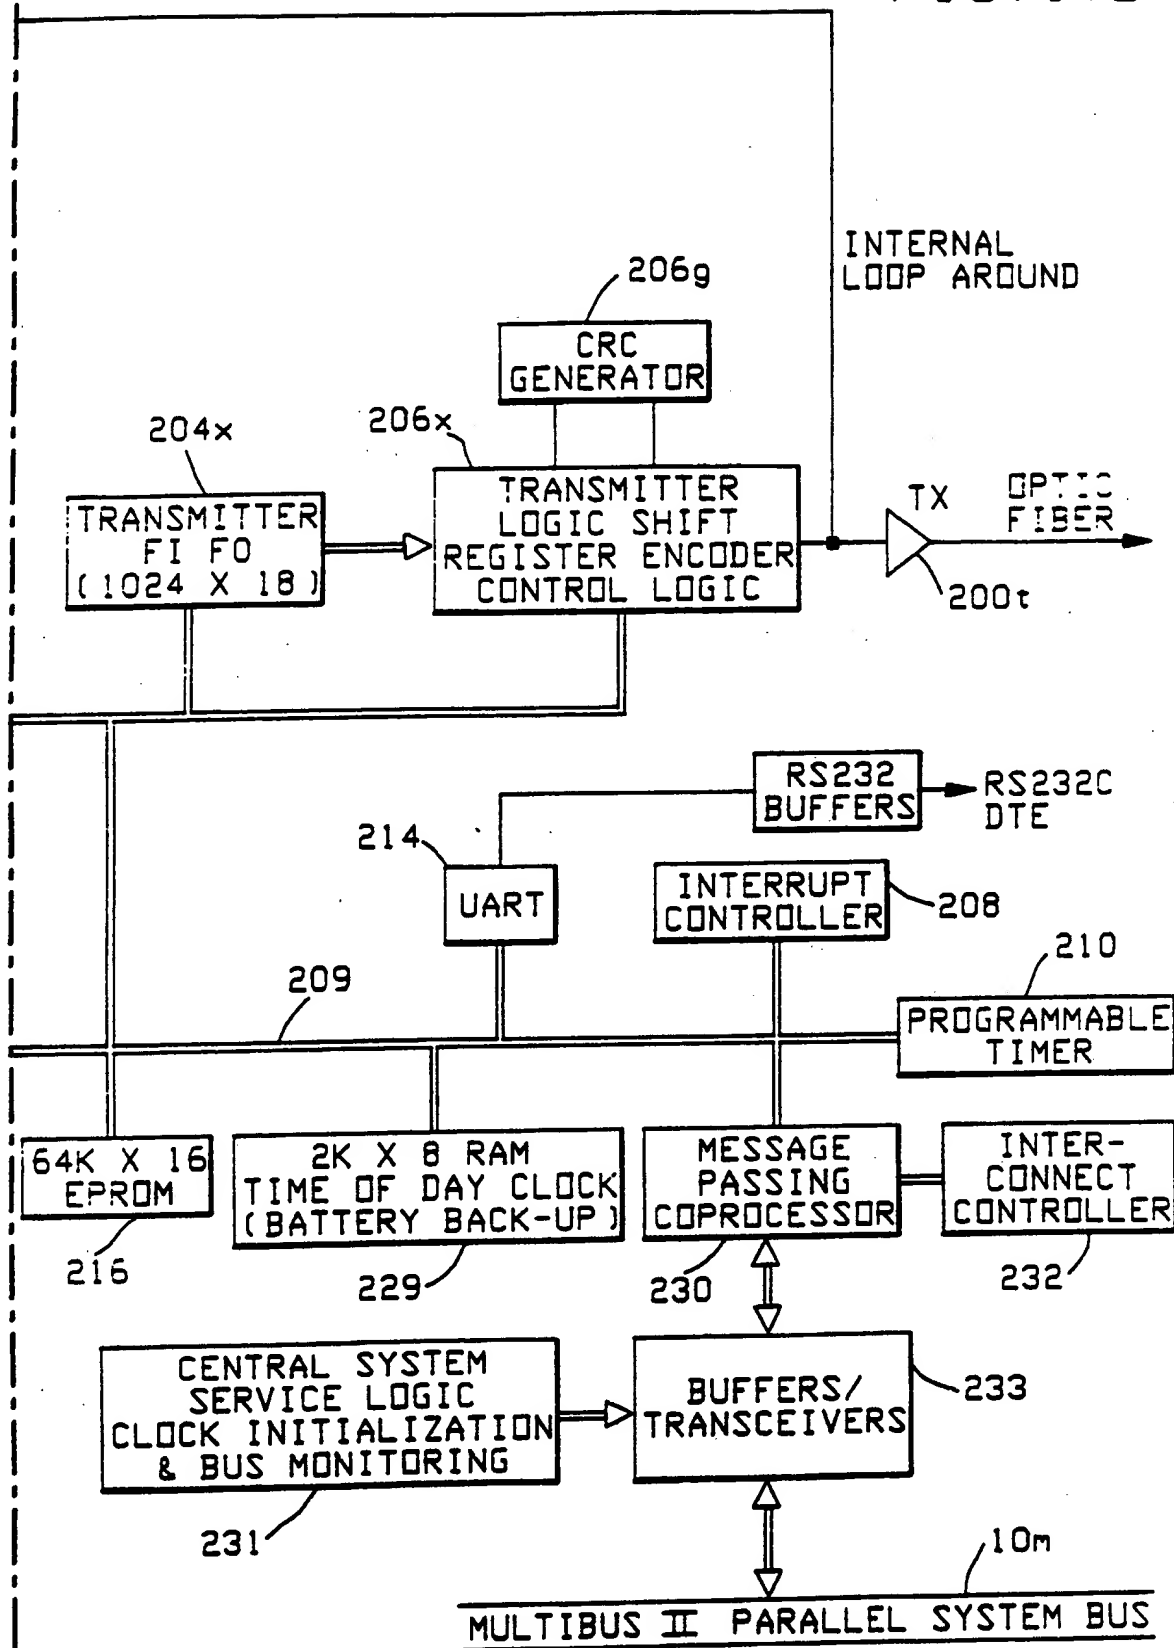 INTERNAL
LOOP AROUND
206g
CRC
GENERATOR
204x
206x
TRANSMITTER
FI FO
(1024 X 18)
TRANSMITTER
LOGIC SHIFT
REGISTER ENCODER
CONTROL LOGIC
TX
OPTIC
FIBER
200t
RS232
BUFFERS
RS232C
DTE
214
UART
INTERRUPT
CONTROLLER
208
210
209
PROGRAMMABLE
TIMER
64K X 16
EPROM
216
2K X 8 RAM
TIME OF DAY CLOCK
(BATTERY BACK-UP)
229
MESSAGE
PASSING
COPROCESSOR
230
INTER-
CONNECT
CONTROLLER
232
CENTRAL SYSTEM
SERVICE LOGIC
CLOCK INITIALIZATION
& BUS MONITORING
231
BUFFERS/
TRANSCEIVERS
233
10m
MULTIBUS II PARALLEL SYSTEM BUS